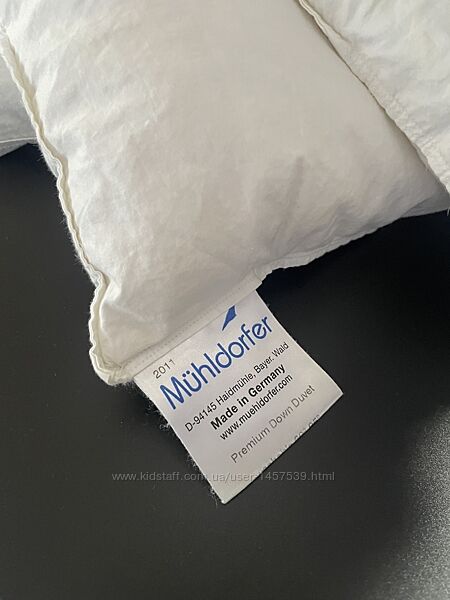 2011
Mühldorfer
D-94145 Haidmühle, Bayer. Wald
Made in Germany
www.muehldorfer.com
Premium Down Duvet
www.kidstaff.com.ua/user-1457539.html